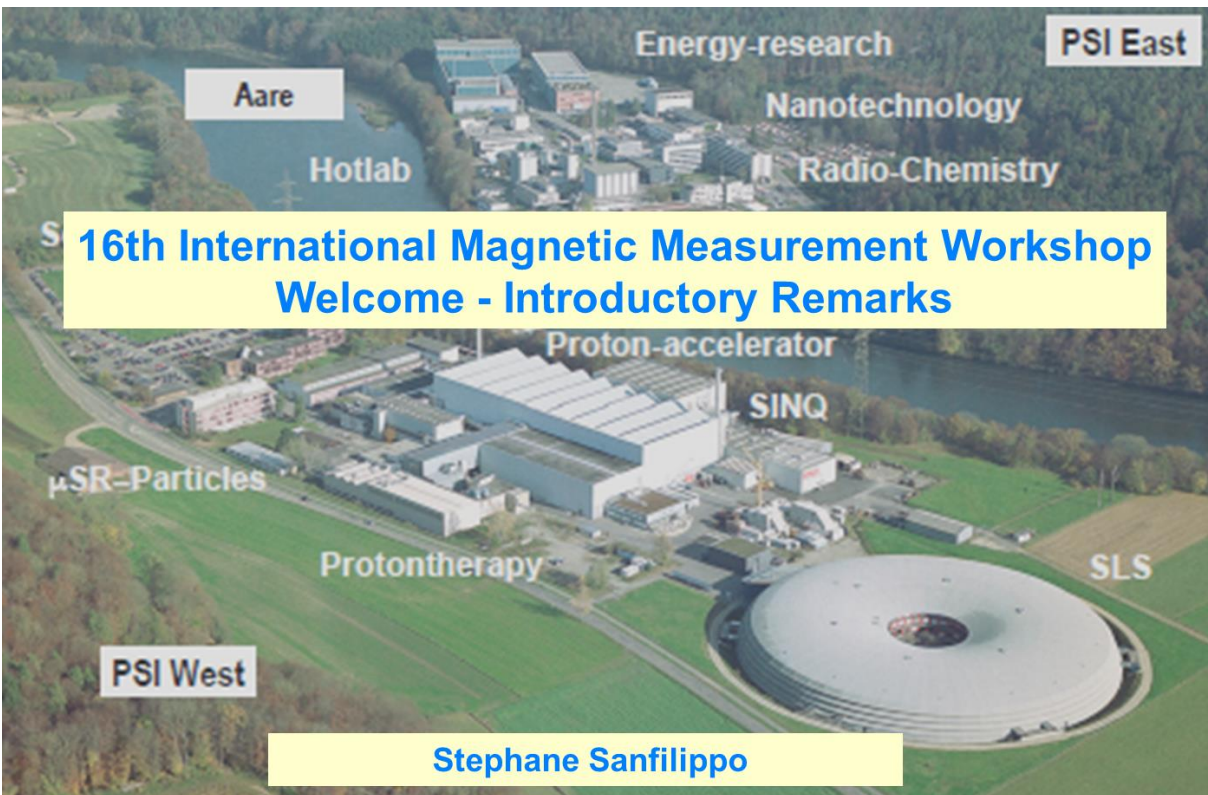 Energy-research
PSI East
Aare
Nanotechnology
Hotlab
Radio-Chemistry
16th International Magnetic Measurement Workshop
Welcome - Introductory Remarks
Proton-accelerator
SINQ
μSR–Particles
Protontherapy
SLS
PSI West
Stephane Sanfilippo